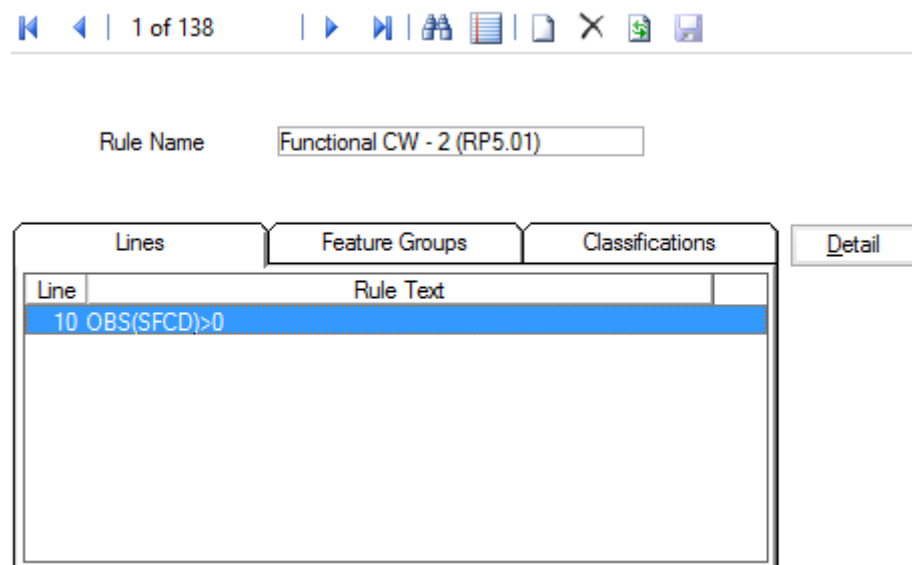 1 of 138
Rule Name Functional CW - 2 (RP5.01)
Lines Feature Groups Classifications Detail
Line Rule Text
10 OBS(SFCD)>0